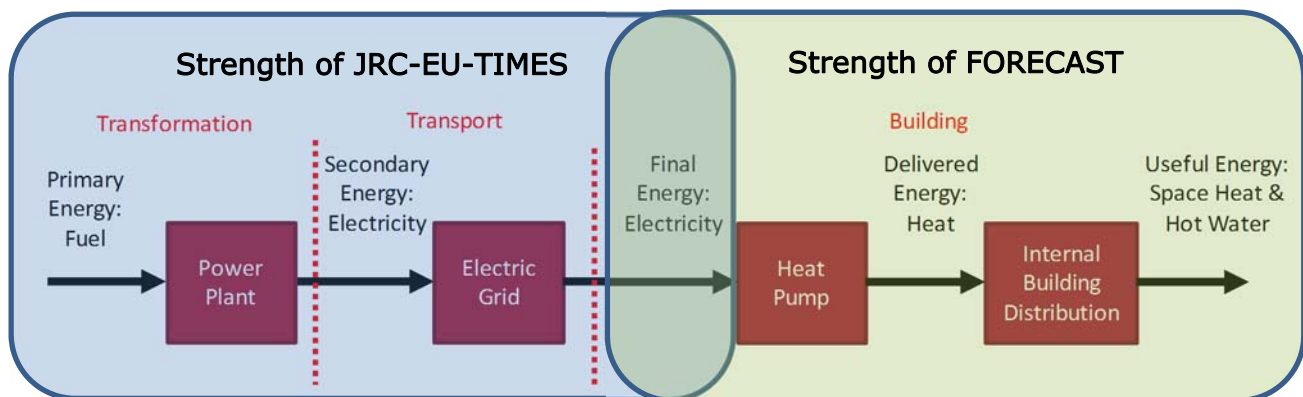 Strength of JRC-EU-TIMES
Strength of FORECAST
Transformation
Transport
Building
Primary
Energy:
Fuel
Secondary
Energy:
Electricity
Final
Energy:
Electricity
Delivered
Energy:
Heat
Useful Energy:
Space Heat &
Hot Water
Power
Plant
Electric
Grid
Heat
Pump
Internal
Building
Distribution